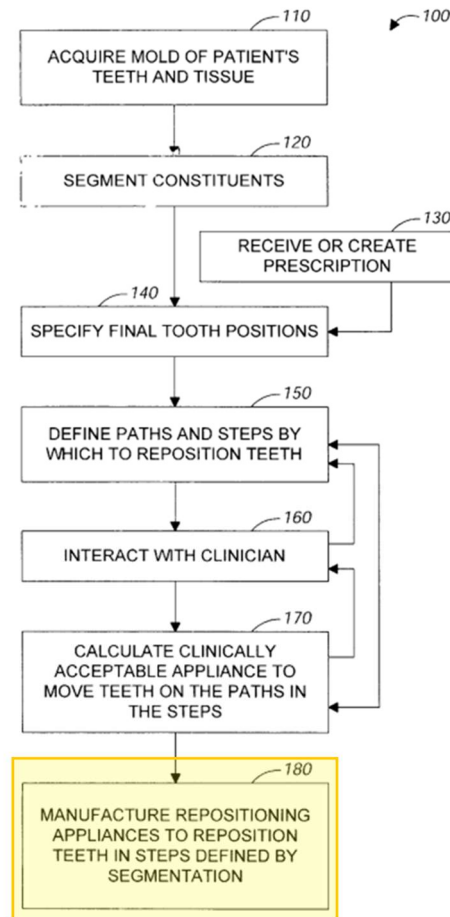 110
100
ACQUIRE MOLD OF PATIENT'S
TEETH AND TISSUE
120
SEGMENT CONSTITUENTS
130
RECEIVE OR CREATE
PRESCRIPTION
140
SPECIFY FINAL TOOTH POSITIONS
150
DEFINE PATHS AND STEPS BY
WHICH TO REPOSITION TEETH
160
INTERACT WITH CLINICIAN
170
CALCULATE CLINICALLY
ACCEPTABLE APPLIANCE TO
MOVE TEETH ON THE PATHS IN
THE STEPS
180
MANUFACTURE REPOSITIONING
APPLIANCES TO REPOSITION
TEETH IN STEPS DEFINED BY
SEGMENTATION